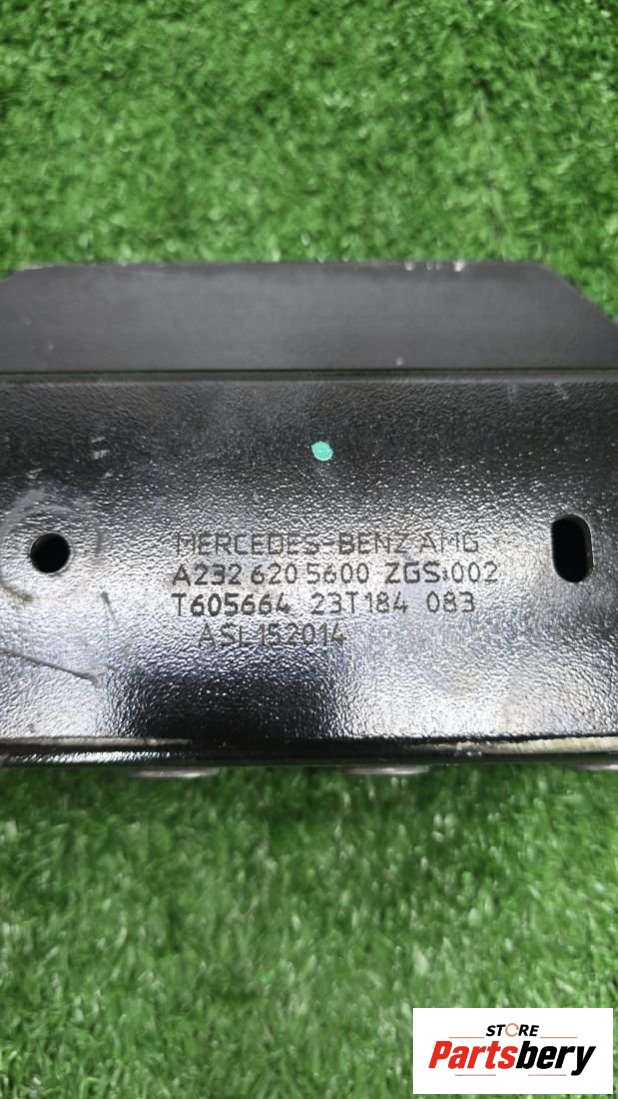 MERCEDES-BENZ AMG
A232 620 5600 ZGS:002
T605664 23T184 083
ASL152014
STORE
Partsbery